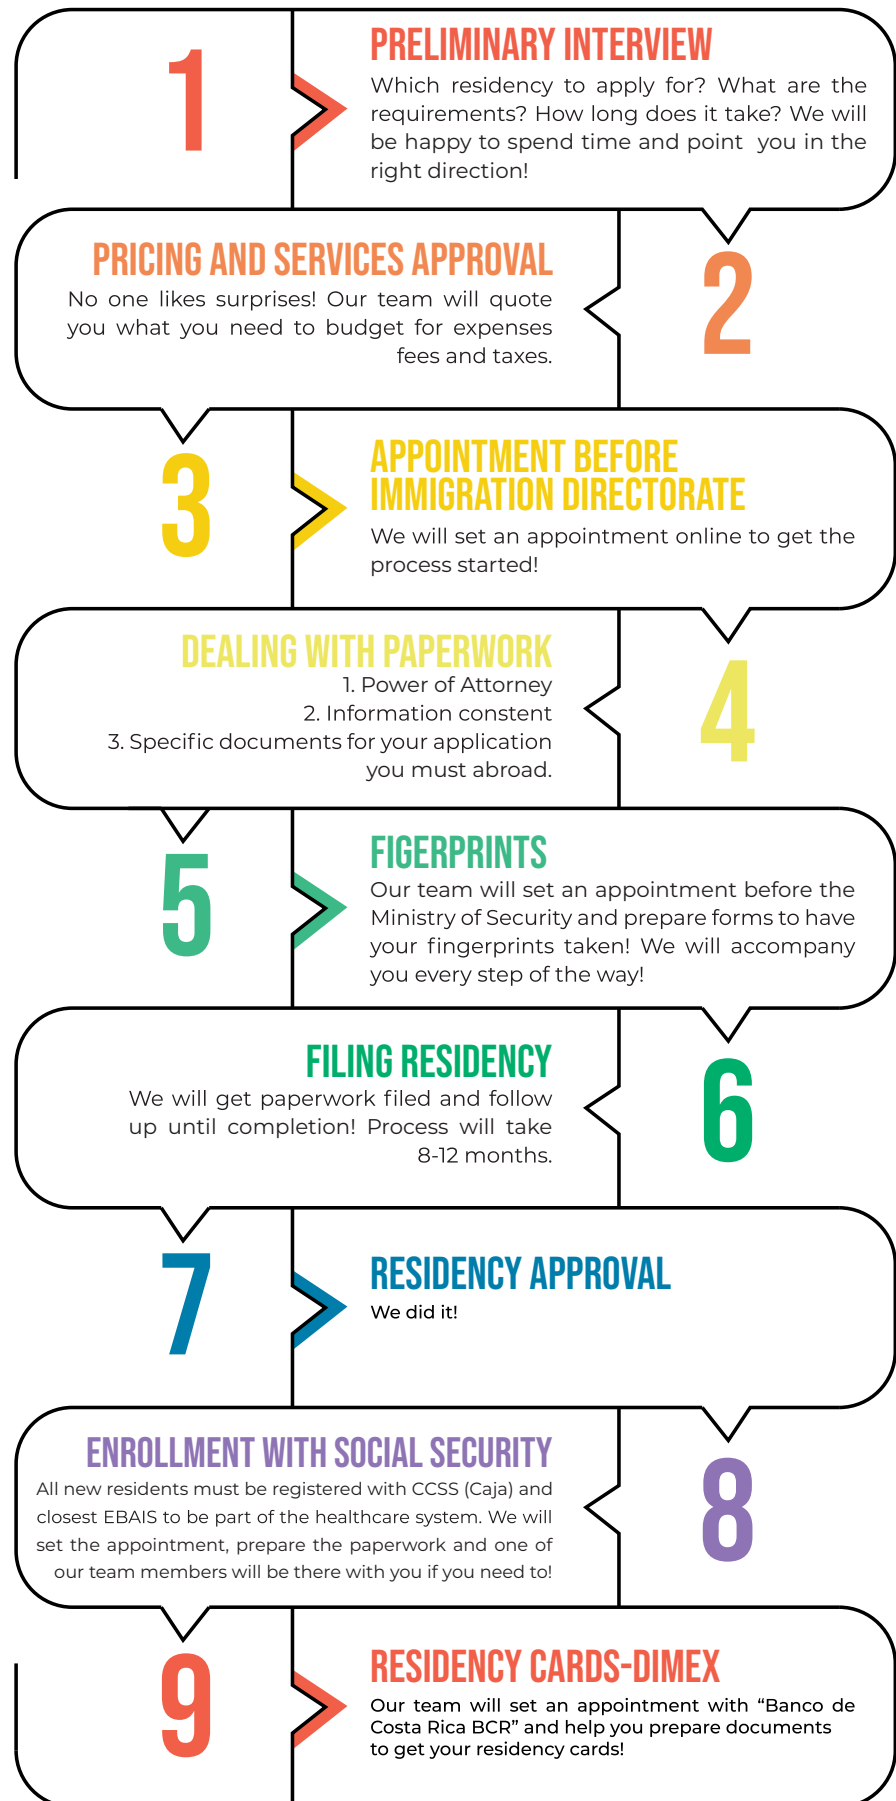 1
PRELIMINARY INTERVIEW
Which residency to apply for? What are the
requirements? How long does it take? We will
be happy to spend time and point you in the
right direction!
PRICING AND SERVICES APPROVAL
No one likes surprises! Our team will quote
you what you need to budget for expenses
fees and taxes.
2
3
APPOINTMENT BEFORE
IMMIGRATION DIRECTORATE
We will set an appointment online to get the
process started!
DEALING WITH PAPERWORK
1. Power of Attorney
2. Information constent
3. Specific documents for your application
you must abroad.
4
5
FIGERPRINTS
Our team will set an appointment before the
Ministry of Security and prepare forms to have
your fingerprints taken! We will accompany
you every step of the way!
FILING RESIDENCY
We will get paperwork filed and follow
up until completion! Process will take
8-12 months.
6
7
RESIDENCY APPROVAL
We did it!
ENROLLMENT WITH SOCIAL SECURITY
All new residents must be registered with CCSS (Caja) and
closest EBAIS to be part of the healthcare system. We will
set the appointment, prepare the paperwork and one of
our team members will be there with you if you need to!
8
9
RESIDENCY CARDS-DIMEX
Our team will set an appointment with “Banco de
Costa Rica BCR” and help you prepare documents
to get your residency cards!